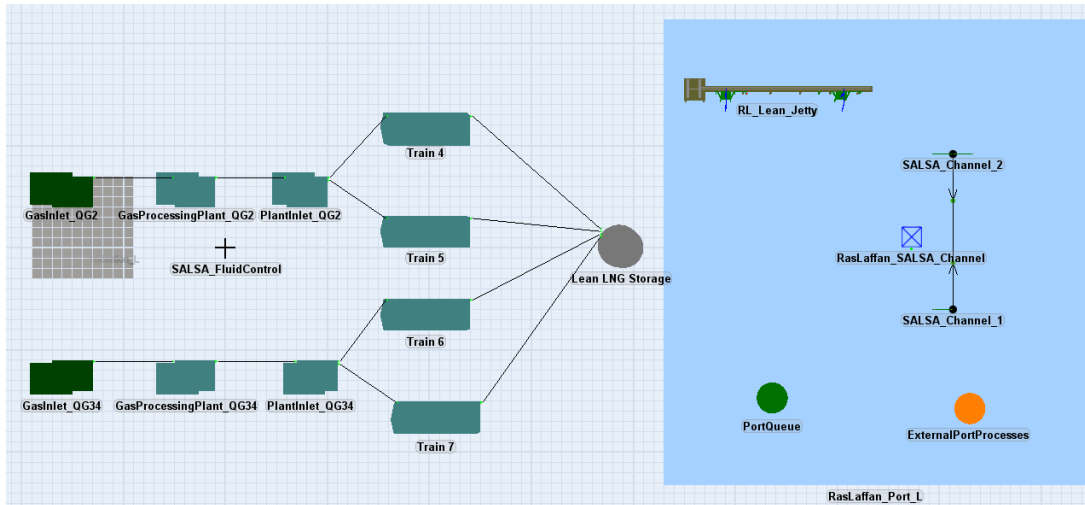 RL_Lean_Jetty
Train 4
SALSA_Channel_2
GasInlet_QG2
GasProcessingPlant_QG2
PlantInlet_QG2
Train 5
SALSA_FluidControl
RasLaffan_SALSA_Channel
Lean LNG Storage
SALSA_Channel_1
Train 6
GasInlet_QG34
GasProcessingPlant_QG34
PlantInlet_QG34
PortQueue
ExternalPortProcesses
Train 7
RasLaffan_Port_L